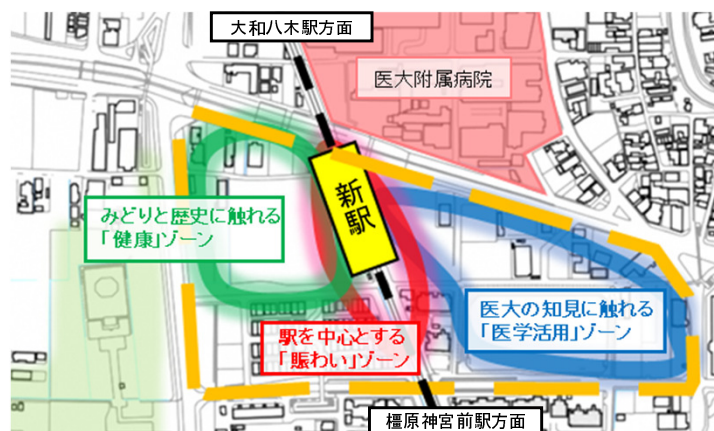 大和八木駅方面
医大附属病院
新駅
みどりと歴史に触れる
「健康」ゾーン
医大の知見に触れる
「医学活用」ゾーン
駅を中心とする
「賑わい」ゾーン
橿原神宮前駅方面